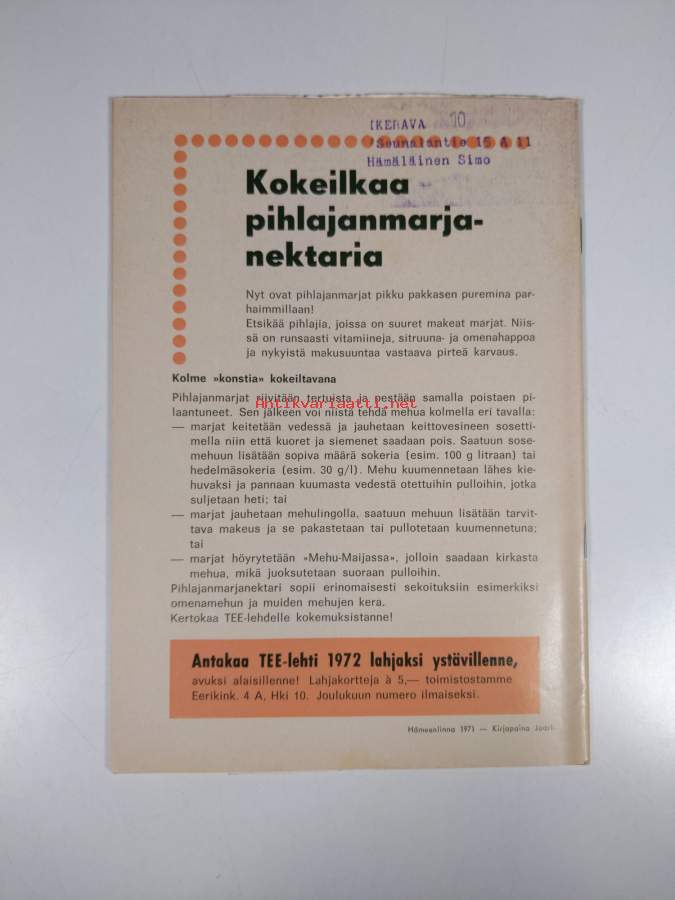 IKERAVA 10
Hämäläinen Simo
Kokeilkaa
pihlajanmarja-
nektaria
Nyt ovat pihlajanmarjat pikku pakkasen puremina par-
haimmillaan!
Etsikää pihlajia, joissa on suuret makeat marjat. Niis-
sä on runsaasti vitamiineja, sitruuna- ja omenahappoa
ja nykyistä makusuuntaa vastaava pirteä karvaus.
Kolme »konstia» kokeiltavana
Pihlajanmarjat riivitään tertuista ja pestään samalla poistaen pi-
Antikvariaatti.net
laantuneet. Sen jälkeen voi niistä tehdä mehua kolmella eri tavalla:
— marjat keitetään vedessä ja jauhetaan keittovesineen sosetti-
mella niin että kuoret ja siemenet saadaan pois. Saatuun sose-
mehuun lisätään sopiva määrä sokeria (esim. 100 g litraan) tai
hedelmäsokeria (esim. 30 g/l). Mehu kuumennetaan lähes kie-
huvaksi ja pannaan kuumasta vedestä otettuihin pulloihin, jotka
suljetaan heti; tai
— marjat jauhetaan mehulingolla, saatuun mehuun lisätään tarvit-
tava makeus ja se pakastetaan tai pullotetaan kuumennetuna;
tai
— marjat höyrytetään »Mehu-Maijassa», jolloin saadaan kirkasta
mehua, mikä juoksutetaan suoraan pulloihin.
Pihlajanmarjanektari sopii erinomaisesti sekoituksiin esimerkiksi
omenamehun ja muiden mehujen kera.
Kertokaa TEE-lehdelle kokemuksistanne!
Antakaa TEE-lehti 1972 lahjaksi ystävillenne,
avuksi alaisillenne! Lahjakortteja à 5,— toimistostamme
Eerikink. 4 A, Hki 10. Joulukuun numero ilmaiseksi.
Hämeenlinna 1971 — Kirjapaino